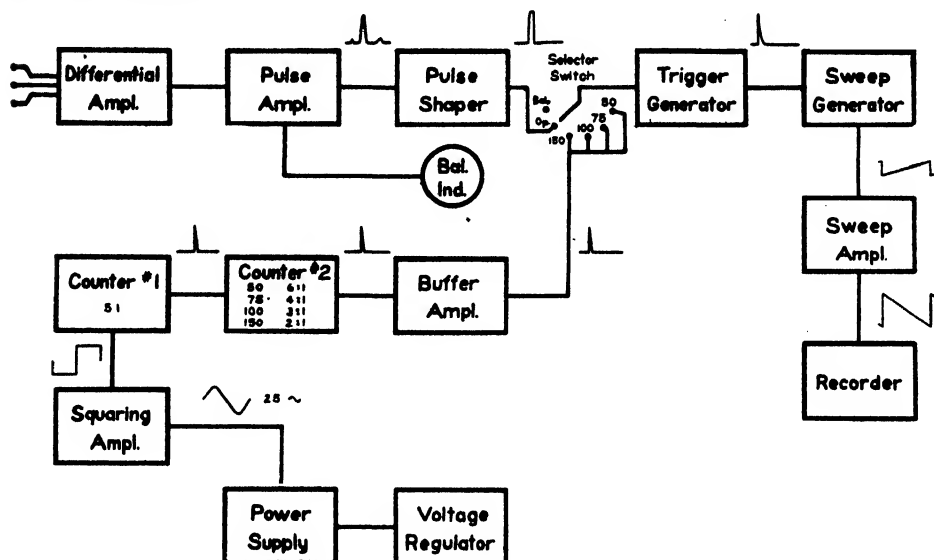 Differential
Ampl.
Pulse
Ampl.
Pulse
Shaper
Selector
Switch
Bal.
Op.
150
100
75
50
Trigger
Generator
Sweep
Generator
Bal.
Ind.
Sweep
Ampl.
Counter #1
5:1
Counter #2
50 6:1
75 4:1
100 3:1
150 2:1
Buffer
Ampl.
Recorder
Squaring
Ampl.
25 ~
Power
Supply
Voltage
Regulator